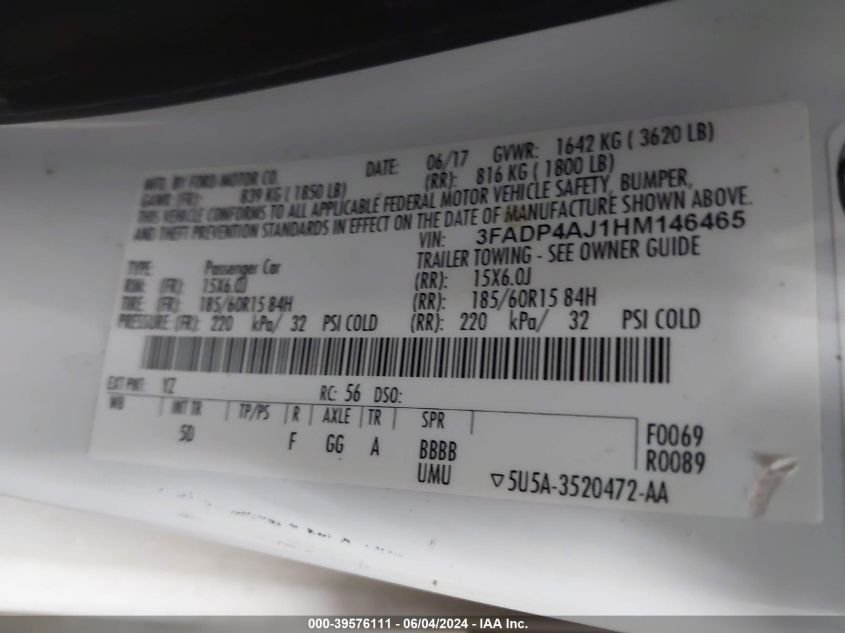 MFD. BY FORD MOTOR CO. DATE: 06/17 GVWR: 1642 KG ( 3620 LB)
GAWR: (FR): 839 KG ( 1850 LB) (RR): 816 KG ( 1800 LB)
THIS VEHICLE CONFORMS TO ALL APPLICABLE FEDERAL MOTOR VEHICLE SAFETY, BUMPER,
AND THEFT PREVENTION STANDARDS IN EFFECT ON THE DATE OF MANUFACTURE SHOWN ABOVE.
VIN: 3FADP4AJ1HM146465
TYPE: Passenger Car TRAILER TOWING - SEE OWNER GUIDE
RIM: (FR): 15X6.0J (RR): 15X6.0J
TIRE: (FR): 185/60R15 84H (RR): 185/60R15 84H
PRESSURE: (FR): 220 kPa/ 32 PSI COLD (RR): 220 kPa/ 32 PSI COLD
EXT PNT: YZ RC: 56 DSO:
WB INT TR TP/PS R AXLE TR SPR
5D F GG A BBBB F0069
UMU R0089
▽5U5A-3520472-AA
000-39576111 - 06/04/2024 - IAA Inc.